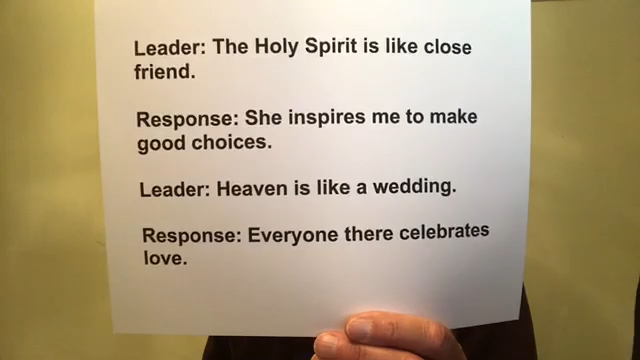 Leader: The Holy Spirit is like close
friend.
Response: She inspires me to make
good choices.
Leader: Heaven is like a wedding.
Response: Everyone there celebrates
love.